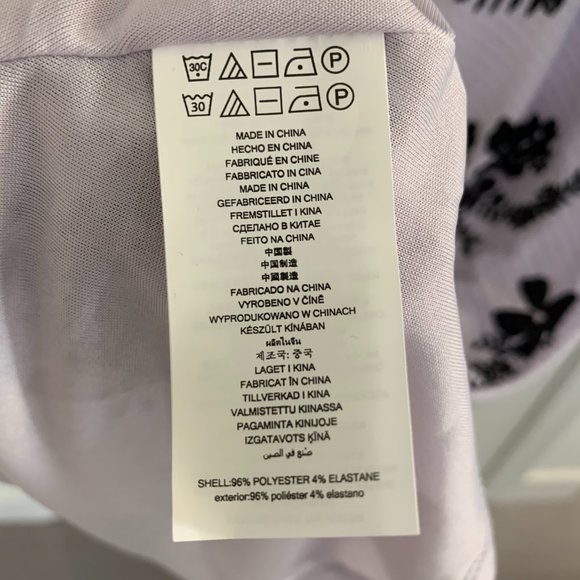 30C P
30 P
MADE IN CHINA
HECHO EN CHINA
FABRIQUÉ EN CHINE
FABBRICATO IN CINA
MADE IN CHINA
GEFABRICEERD IN CHINA
FREMSTILLET I KINA
СДЕЛАНО В КИТАЕ
FEITO NA CHINA
中国製
中国制造
中國製造
FABRICADO NA CHINA
VYROBENO V ČÍNĚ
WYPRODUKOWANO W CHINACH
KÉSZÜLT KÍNÁBAN
ผลิตในจีน
제조국: 중국
LAGET I KINA
FABRICAT ÎN CHINA
TILLVERKAD I KINA
VALMISTETTU KIINASSA
PAGAMINTA KINIJOJE
IZGATAVOTS ĶĪNĀ
صُنع في الصين
SHELL:96% POLYESTER 4% ELASTANE
exterior:96% poliéster 4% elastano